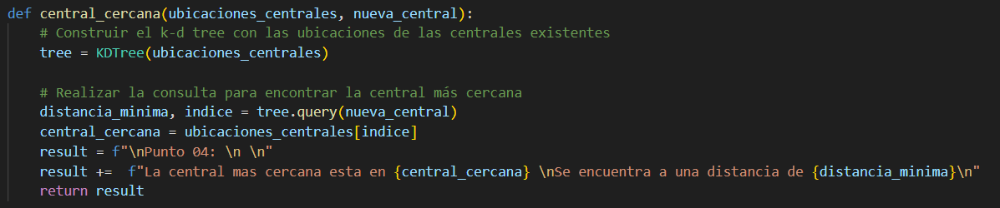 def central_cercana(ubicaciones_centrales, nueva_central):
    # Construir el k-d tree con las ubicaciones de las centrales existentes
    tree = KDTree(ubicaciones_centrales)

    # Realizar la consulta para encontrar la central más cercana
    distancia_minima, indice = tree.query(nueva_central)
    central_cercana = ubicaciones_centrales[indice]
    result = f"\nPunto 04: \n \n"
    result +=  f"La central mas cercana esta en {central_cercana} \nSe encuentra a una distancia de {distancia_minima}\n"
    return result